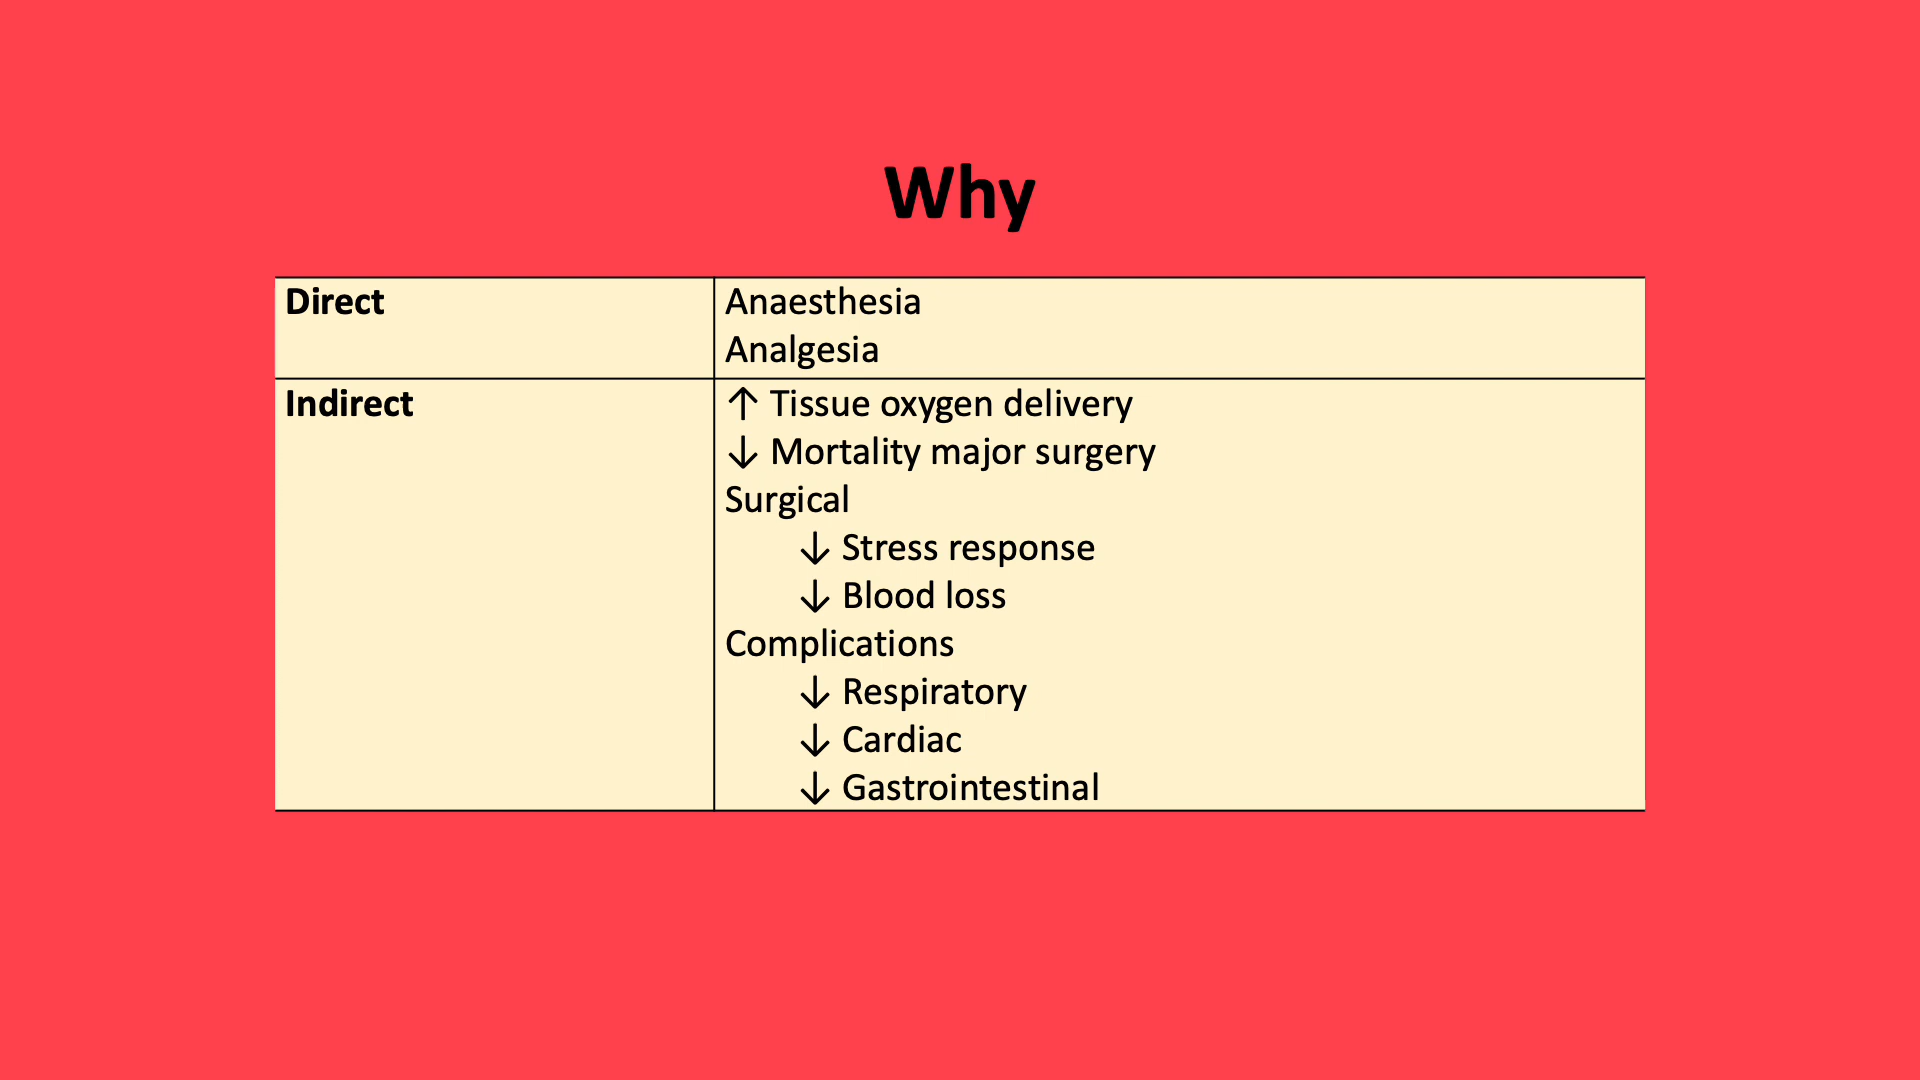 Why
Direct
Anaesthesia
Analgesia
Indirect
↑ Tissue oxygen delivery
↓ Mortality major surgery
Surgical
↓ Stress response
↓ Blood loss
Complications
↓ Respiratory
↓ Cardiac
↓ Gastrointestinal